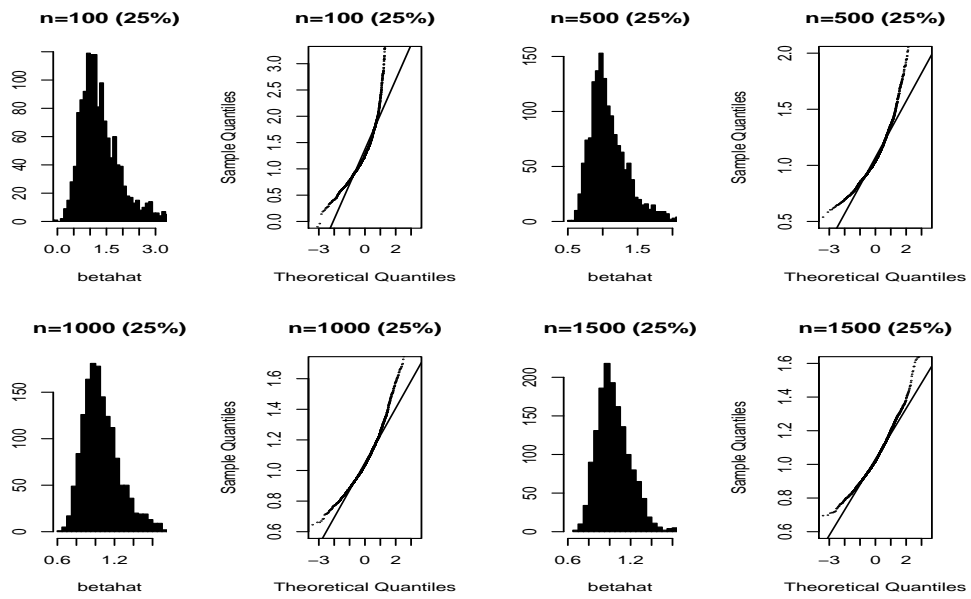 n=100 (25%)
0 20 40 60 80 100
0.0 1.5 3.0
betahat
n=100 (25%)
Sample Quantiles
0.0 0.5 1.0 1.5 2.0 2.5 3.0
−3 0 2
Theoretical Quantiles
n=500 (25%)
0 50 100 150
0.5 1.5
betahat
n=500 (25%)
Sample Quantiles
0.5 1.0 1.5 2.0
−3 0 2
Theoretical Quantiles
n=1000 (25%)
0 50 100 150
0.6 1.2
betahat
n=1000 (25%)
Sample Quantiles
0.6 0.8 1.0 1.2 1.4 1.6
−3 0 2
Theoretical Quantiles
n=1500 (25%)
0 50 100 150 200
0.6 1.2
betahat
n=1500 (25%)
Sample Quantiles
0.6 0.8 1.0 1.2 1.4 1.6
−3 0 2
Theoretical Quantiles